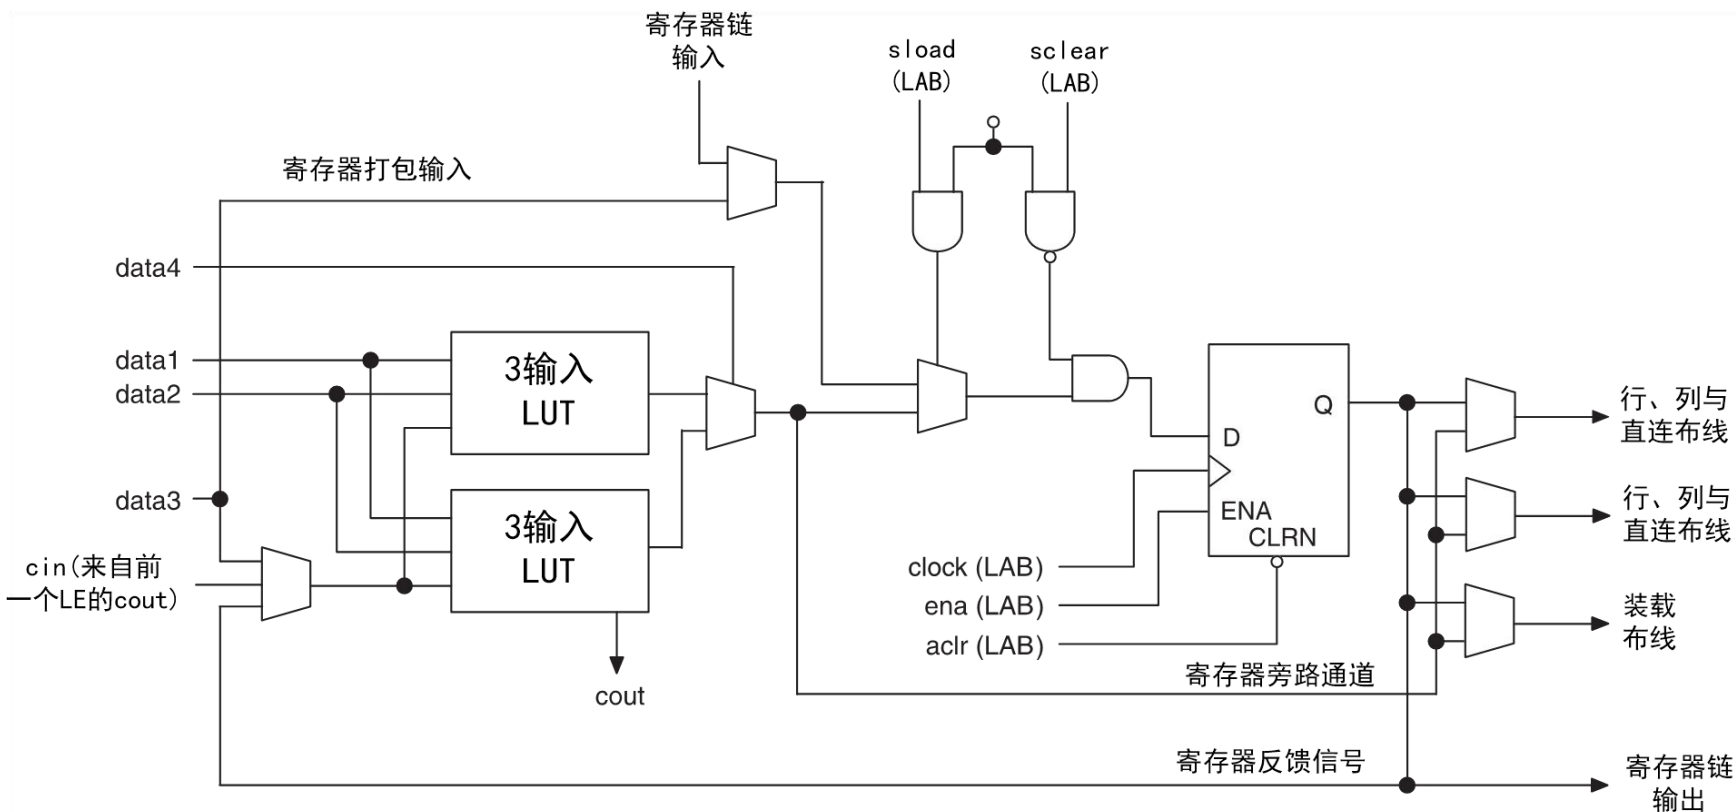 寄存器链
输入
sload
(LAB)
sclear
(LAB)
寄存器打包输入
data4
data1
data2
3输入
LUT
data3
3输入
LUT
cin(来自前
一个LE的cout)
cout
Q
D
ENA
CLRN
clock (LAB)
ena (LAB)
aclr (LAB)
行、列与
直连布线
行、列与
直连布线
装载
布线
寄存器旁路通道
寄存器反馈信号
寄存器链
输出